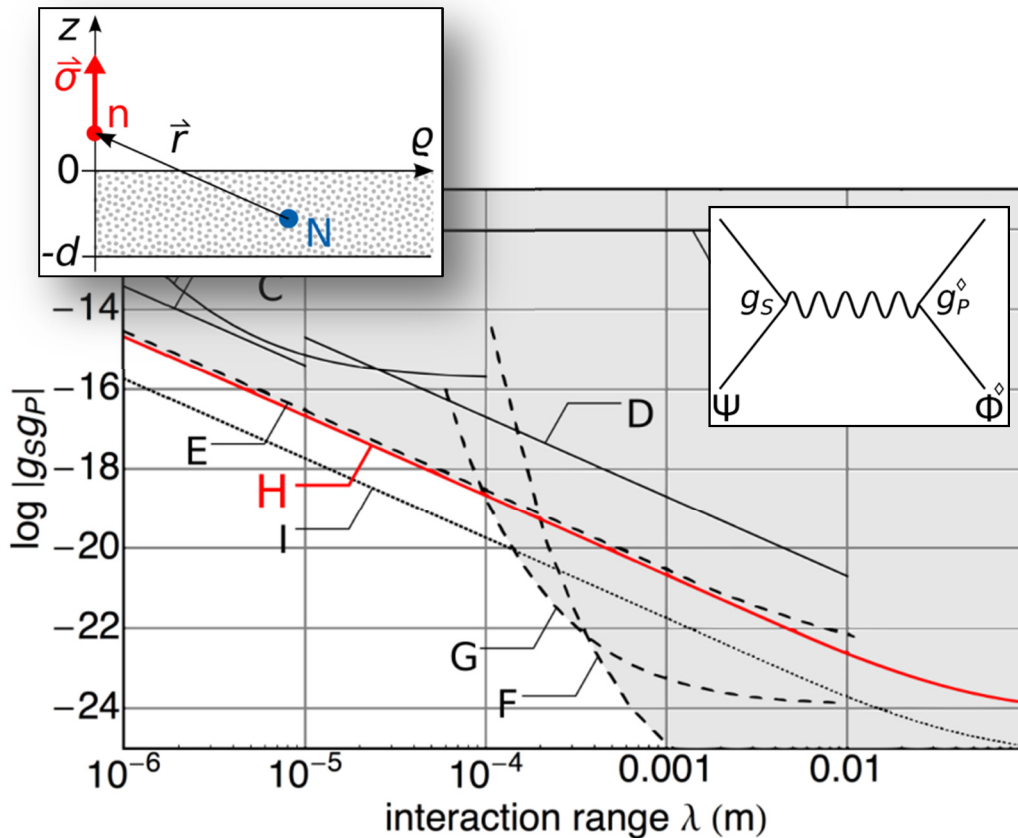 z
σ
n
r
ϱ
0
N
-d
C
g_S
g_P^◊
Ψ
Φ^◊
log |g_S g_P|
−14
−16
−18
−20
−22
−24
D
E
H
I
G
F
10^−6
10^−5
10^−4
0.001
0.01
interaction range λ (m)